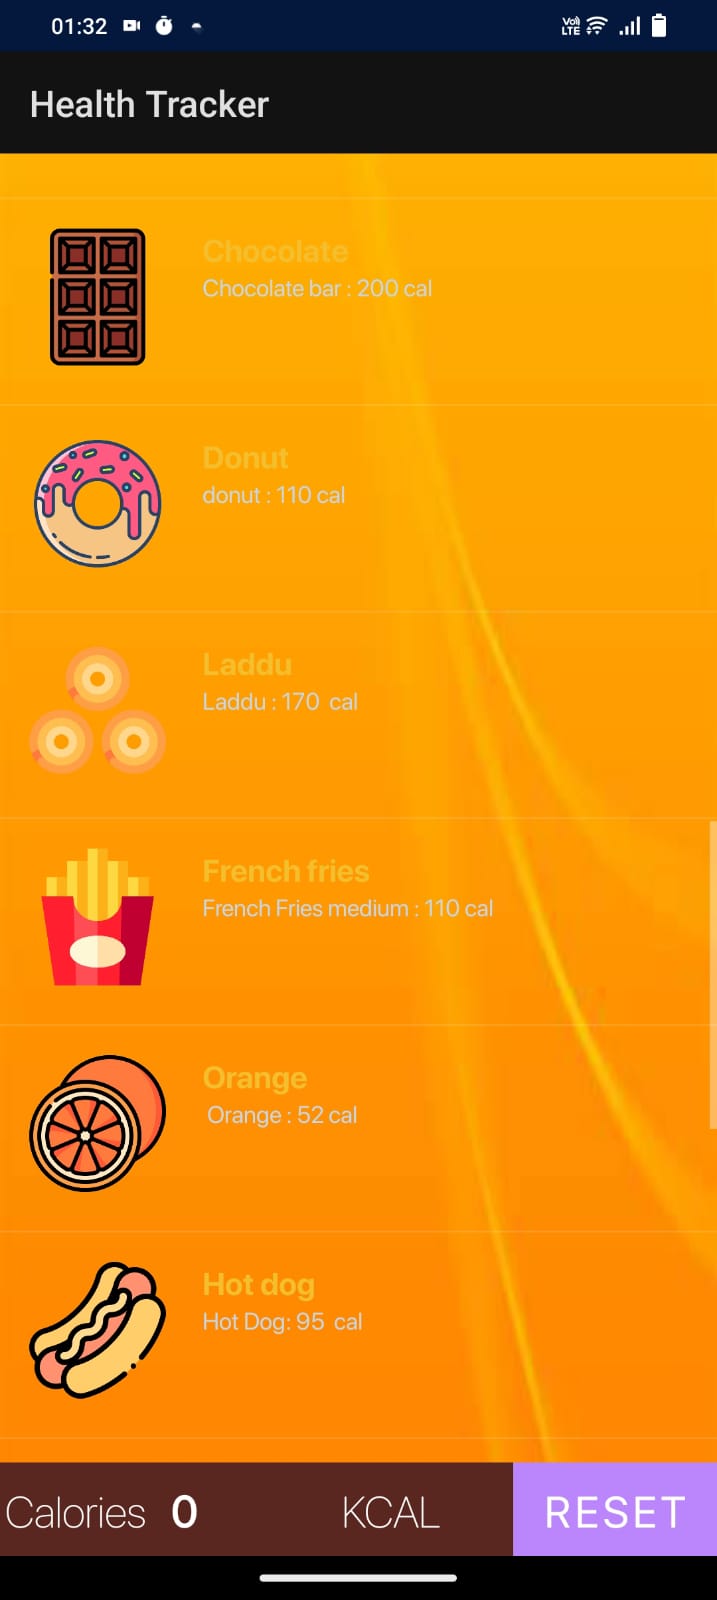 01:32
Vo) LTE
Health Tracker
Chocolate
Chocolate bar : 200 cal
Donut
donut : 110 cal
Laddu
Laddu : 170  cal
French fries
French Fries medium : 110 cal
Orange
Orange : 52 cal
Hot dog
Hot Dog: 95  cal
Calories 0 KCAL RESET